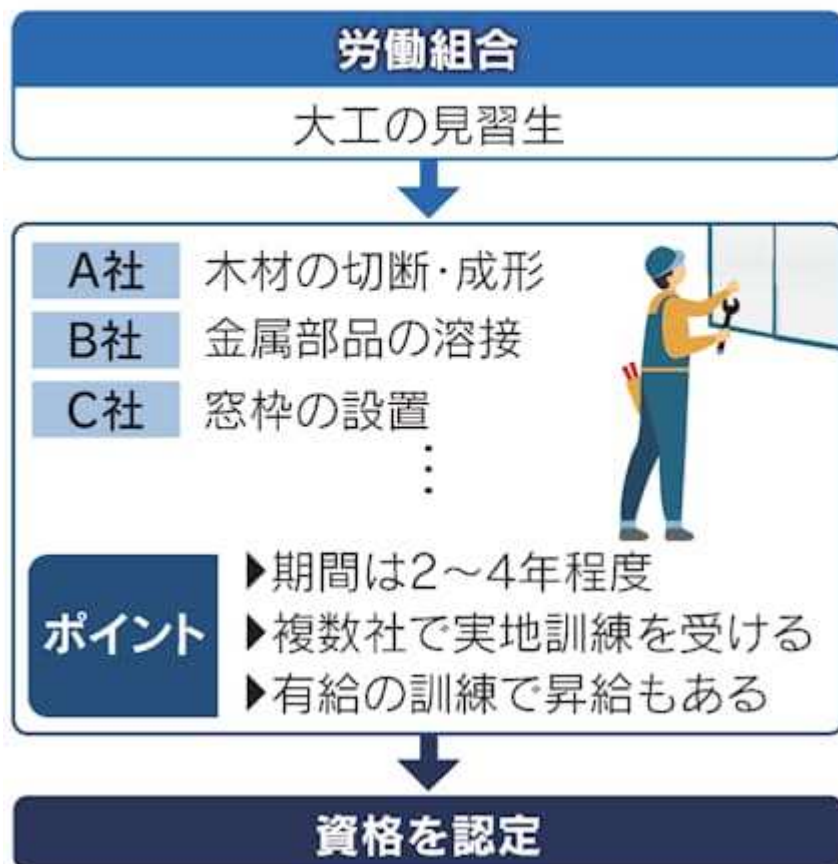 労働組合
大工の見習生
A社 木材の切断・成形
B社 金属部品の溶接
C社 窓枠の設置
⋮
ポイント
▶期間は2～4年程度
▶複数社で実地訓練を受ける
▶有給の訓練で昇給もある
資格を認定